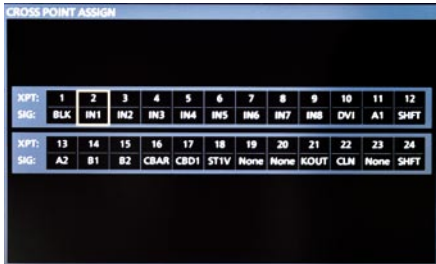 CROSS POINT ASSIGN
XPT: 1 2 3 4 5 6 7 8 9 10 11 12
SIG: BLK IN1 IN2 IN3 IN4 IN5 IN6 IN7 IN8 DVI A1 SHFT
XPT: 13 14 15 16 17 18 19 20 21 22 23 24
SIG: A2 B1 B2 CBAR CBD1 ST1V None None KOUT CLN None SHFT